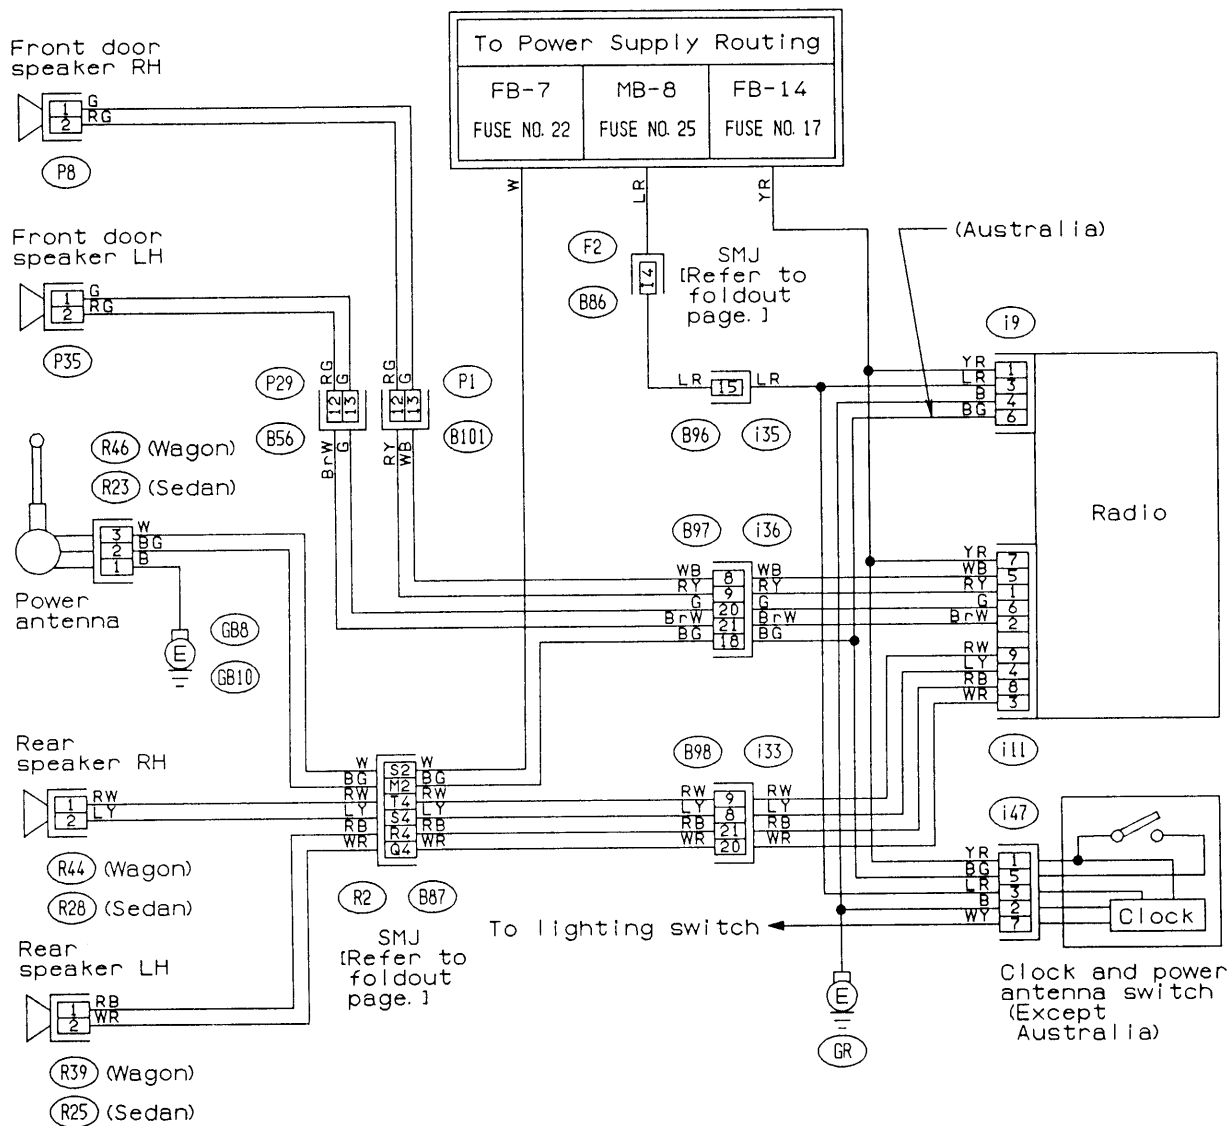 To Power Supply Routing
FB-7
MB-8
FB-14
FUSE NO. 22
FUSE NO. 25
FUSE NO. 17
W
LR
YR
Front door
speaker RH
1
2
G
RG
P8
Front door
speaker LH
1
2
G
RG
P35
F2
14
B86
SMJ
[Refer to
foldout
page. ]
(Australia)
P29
RG
G
12
13
B56
BrW
G
RG
G
12
13
P1
B101
RY
WB
LR
15
LR
B96
i35
i9
YR
1
LR
3
B
4
BG
6
Radio
R46 (Wagon)
R23 (Sedan)
3
W
2
BG
1
B
Power
antenna
E
GB8
GB10
B97
i36
WB
8
WB
RY
9
RY
G
20
G
BrW
21
BrW
BG
18
BG
YR
7
WB
5
RY
1
G
6
BrW
2
RW
9
LY
4
RB
8
WR
3
i11
Rear
speaker RH
1
RW
2
LY
R44 (Wagon)
R28 (Sedan)
W
S2
W
BG
M2
BG
RW
T4
RW
LY
S4
LY
RB
R4
RB
WR
Q4
WR
R2
B87
SMJ
[Refer to
foldout
page. ]
B98
i33
RW
9
RW
LY
8
LY
RB
21
RB
WR
20
WR
i47
YR
1
BG
5
LR
3
B
2
WY
7
Clock
To lighting switch
Clock and power
antenna switch
(Except
Australia)
E
GR
Rear
speaker LH
1
RB
2
WR
R39 (Wagon)
R25 (Sedan)